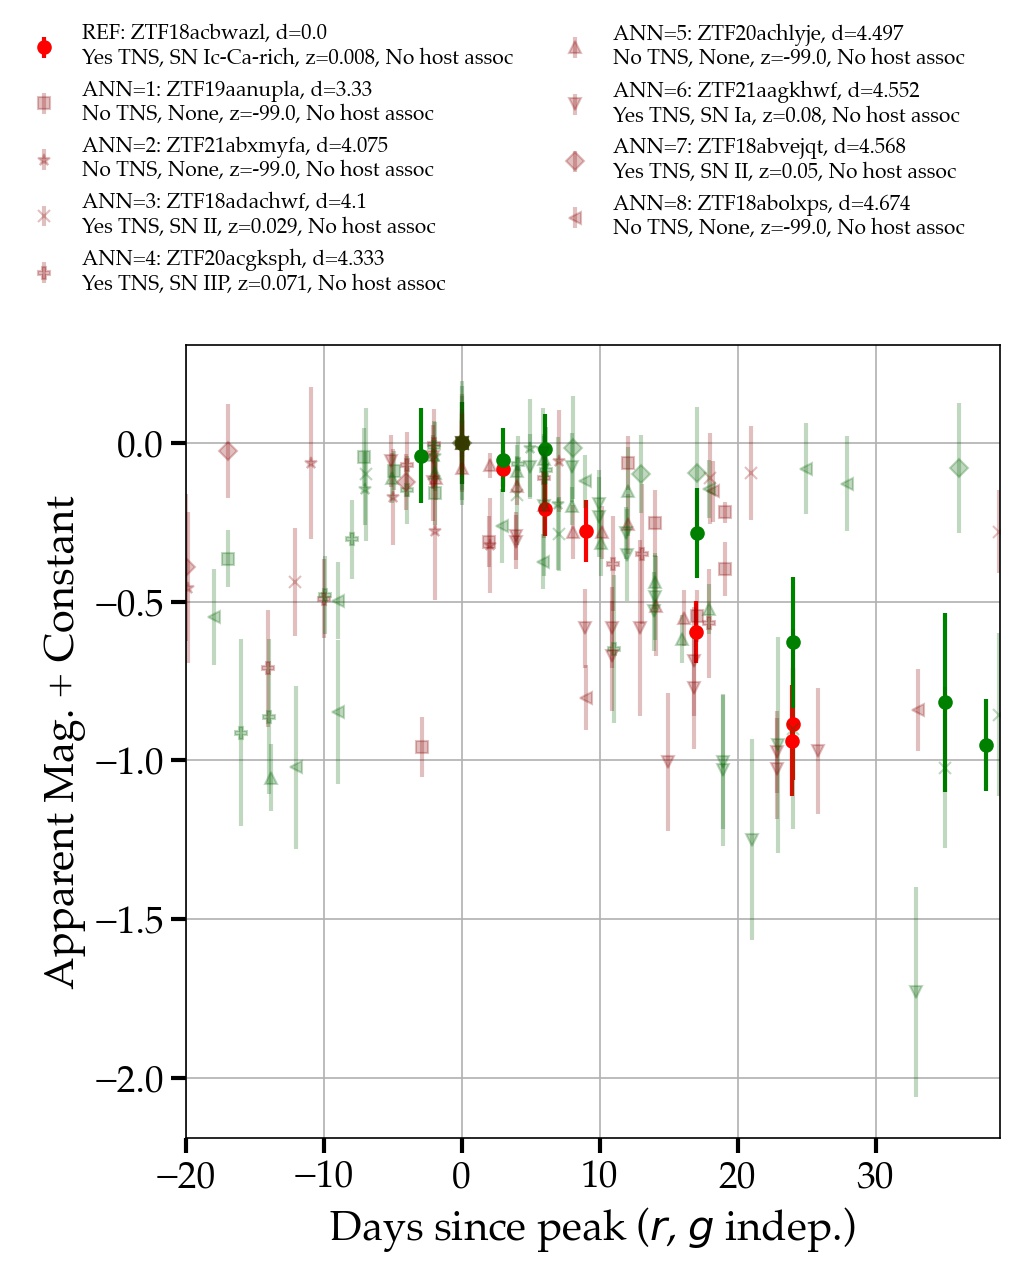 REF: ZTF18acbwazl, d=0.0
Yes TNS, SN Ic-Ca-rich, z=0.008, No host assoc
ANN=1: ZTF19aanupla, d=3.33
No TNS, None, z=-99.0, No host assoc
ANN=2: ZTF21abxmyfa, d=4.075
No TNS, None, z=-99.0, No host assoc
ANN=3: ZTF18adachwf, d=4.1
Yes TNS, SN II, z=0.029, No host assoc
ANN=4: ZTF20acgksph, d=4.333
Yes TNS, SN IIP, z=0.071, No host assoc
ANN=5: ZTF20achlyje, d=4.497
No TNS, None, z=-99.0, No host assoc
ANN=6: ZTF21aagkhwf, d=4.552
Yes TNS, SN Ia, z=0.08, No host assoc
ANN=7: ZTF18abvejqt, d=4.568
Yes TNS, SN II, z=0.05, No host assoc
ANN=8: ZTF18abolxps, d=4.674
No TNS, None, z=-99.0, No host assoc
Apparent Mag. + Constant
0.0
−0.5
−1.0
−1.5
−2.0
−20 −10 0 10 20 30
Days since peak (r, g indep.)